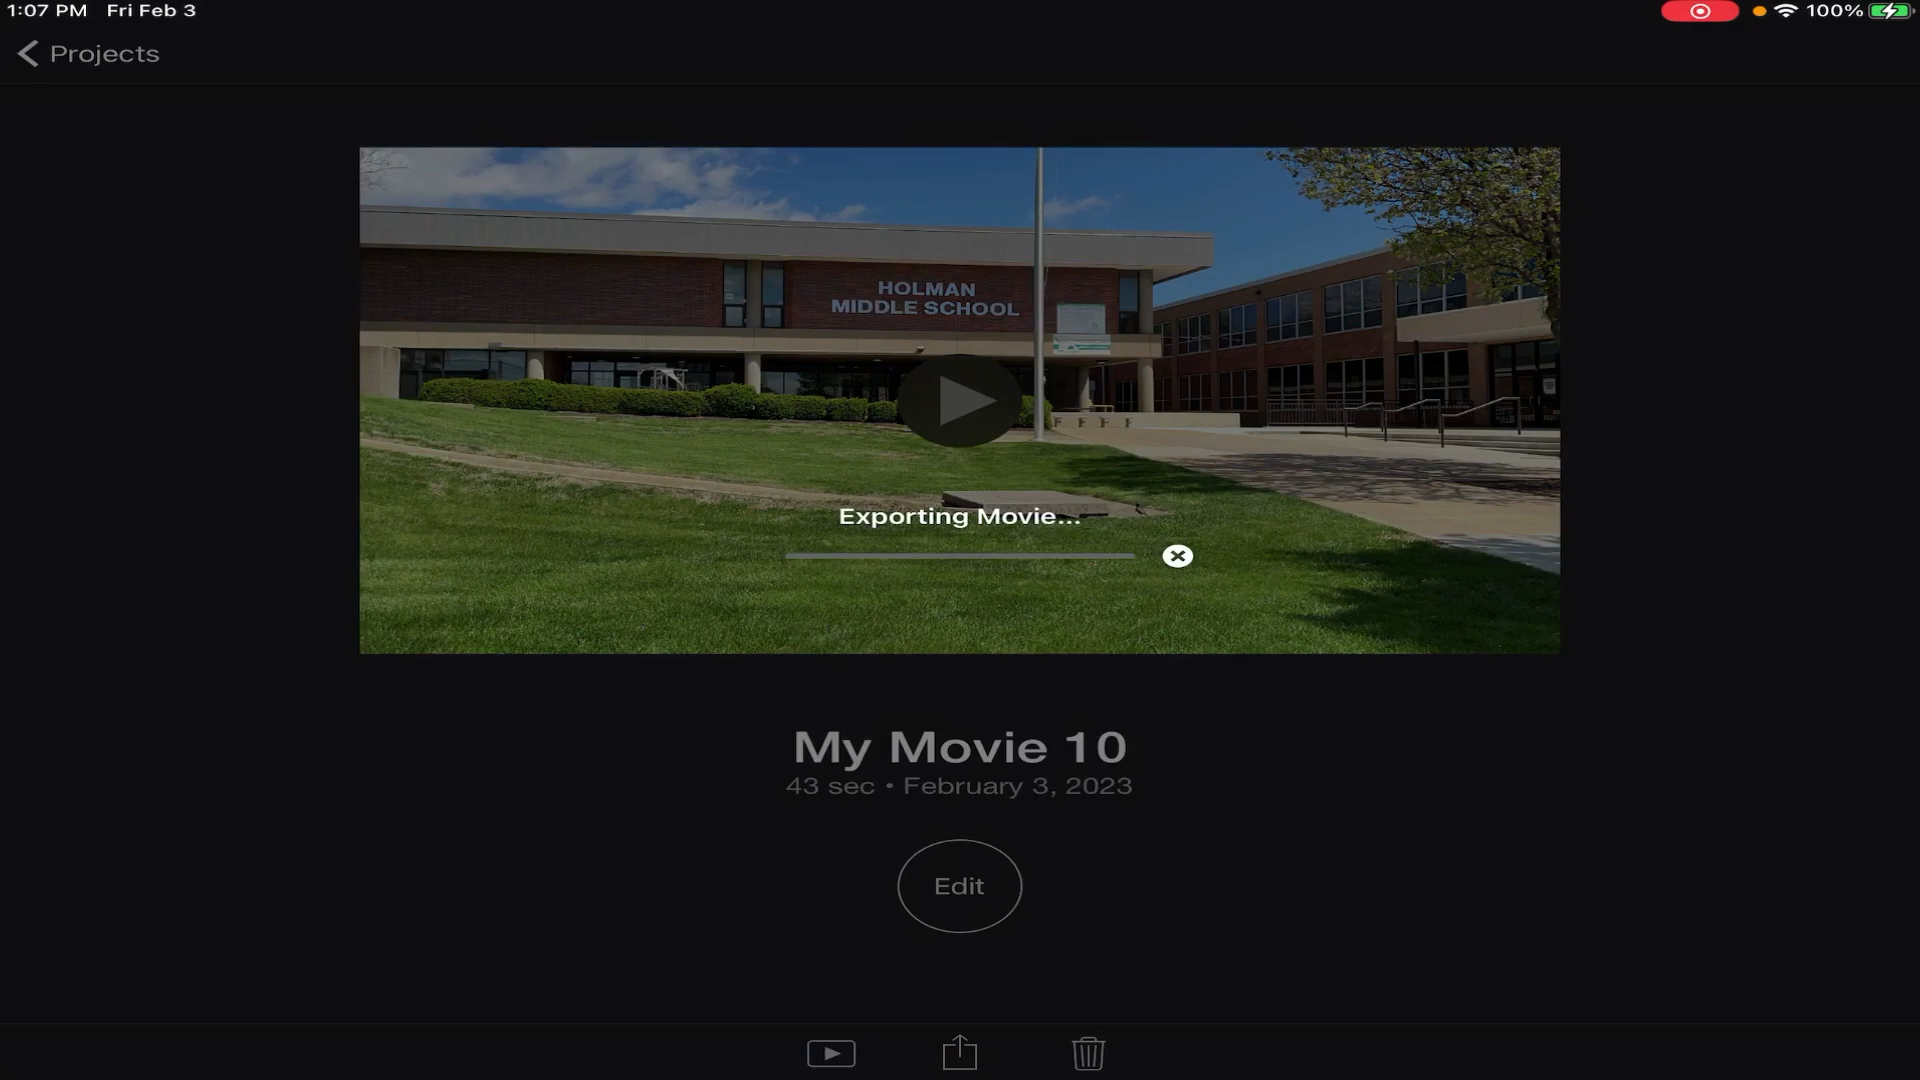 1:07 PM Fri Feb 3
100%
Projects
HOLMAN
MIDDLE SCHOOL
Exporting Movie...
My Movie 10
43 sec • February 3, 2023
Edit